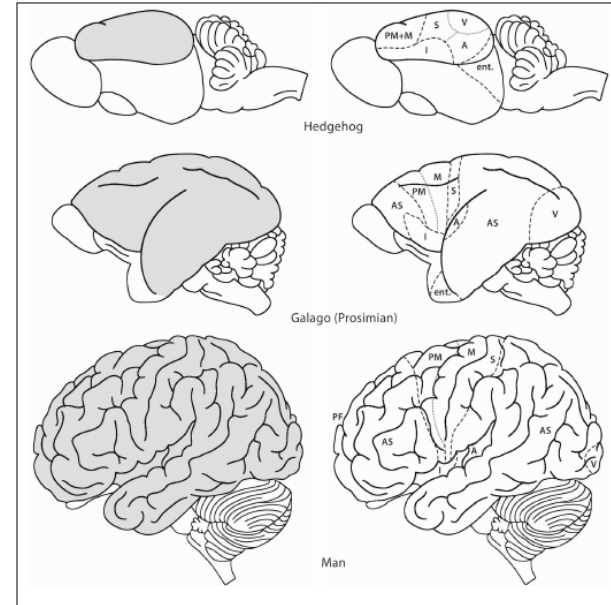 PM+M S V
I A
ent.
Hedgehog
M
PM S
AS
A AS V
I
ent.
Galago (Prosimian)
PM M S
PF
AS AS
A
I V
Man